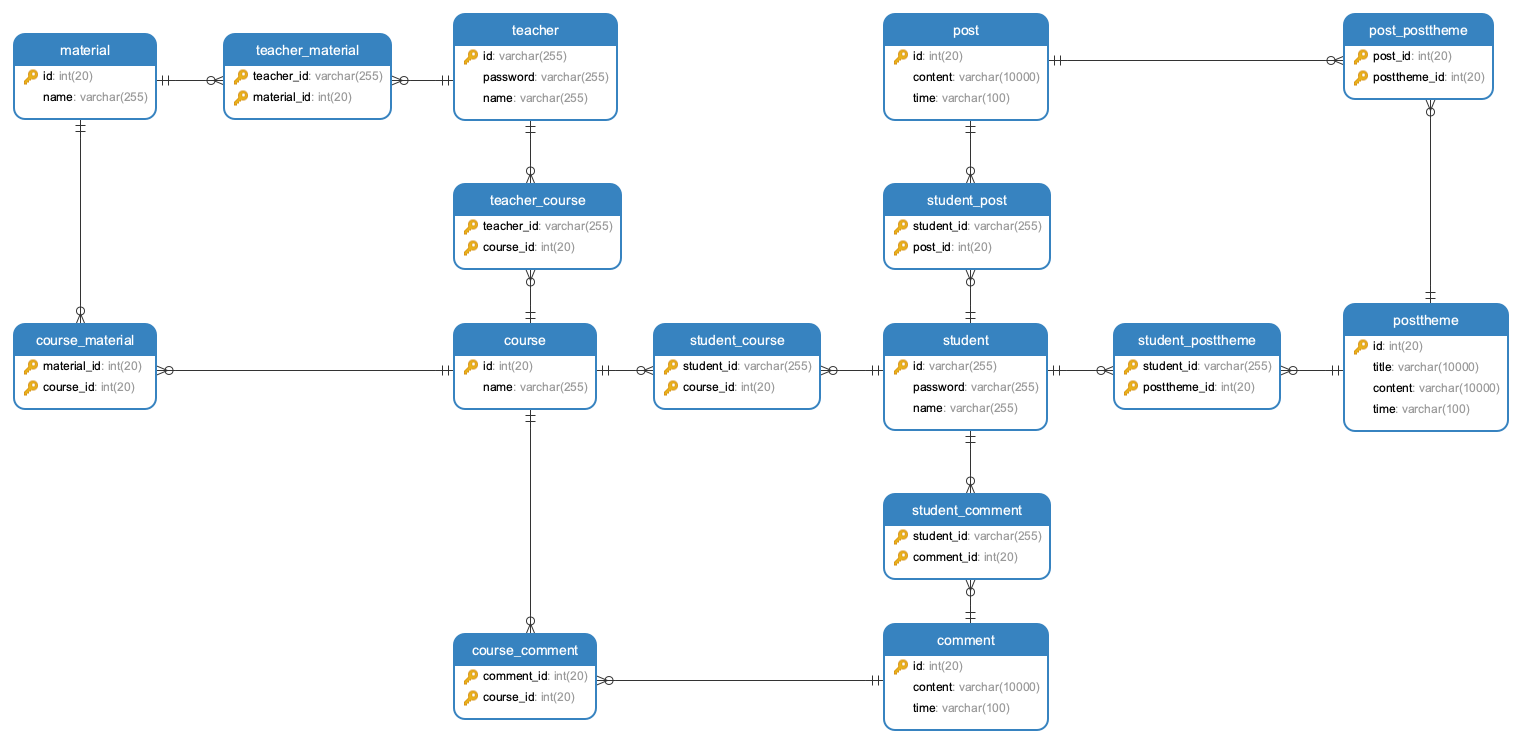 material
id: int(20)
name: varchar(255)
teacher_material
teacher_id: varchar(255)
material_id: int(20)
teacher
id: varchar(255)
password: varchar(255)
name: varchar(255)
post
id: int(20)
content: varchar(10000)
time: varchar(100)
post_posttheme
post_id: int(20)
posttheme_id: int(20)
teacher_course
teacher_id: varchar(255)
course_id: int(20)
student_post
student_id: varchar(255)
post_id: int(20)
course_material
material_id: int(20)
course_id: int(20)
course
id: int(20)
name: varchar(255)
student_course
student_id: varchar(255)
course_id: int(20)
student
id: varchar(255)
password: varchar(255)
name: varchar(255)
student_posttheme
student_id: varchar(255)
posttheme_id: int(20)
posttheme
id: int(20)
title: varchar(10000)
content: varchar(10000)
time: varchar(100)
student_comment
student_id: varchar(255)
comment_id: int(20)
course_comment
comment_id: int(20)
course_id: int(20)
comment
id: int(20)
content: varchar(10000)
time: varchar(100)